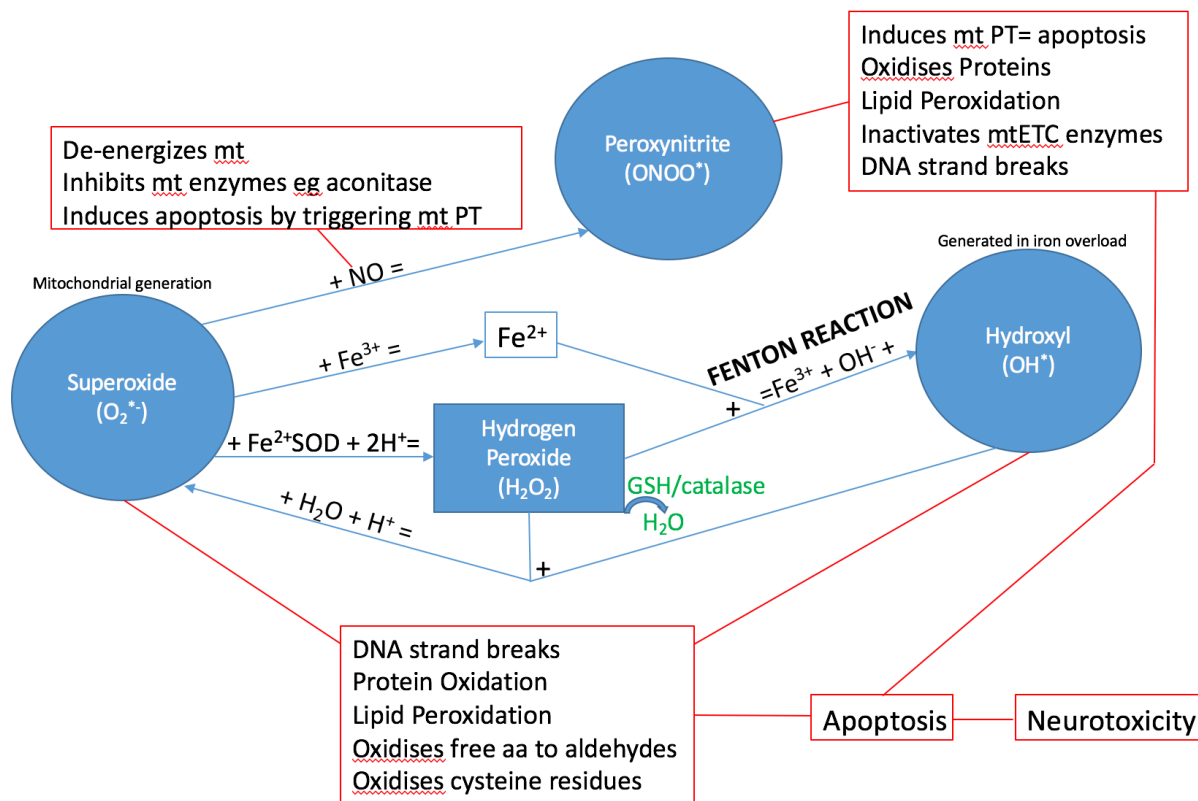 Induces mt PT= apoptosis
Oxidises Proteins
Lipid Peroxidation
Inactivates mtETC enzymes
DNA strand breaks
De-energizes mt
Inhibits mt enzymes eg aconitase
Induces apoptosis by triggering mt PT
Peroxynitrite
(ONOO*)
+ NO =
Generated in iron overload
Mitochondrial generation
Superoxide
(O₂*⁻)
+ Fe³⁺ =
Fe²⁺
FENTON REACTION
=Fe³⁺ + OH⁻ +
+
Hydroxyl
(OH*)
+ Fe²⁺SOD + 2H⁺=
Hydrogen
Peroxide
(H₂O₂)
GSH/catalase
H₂O
+ H₂O + H⁺ =
+
DNA strand breaks
Protein Oxidation
Lipid Peroxidation
Oxidises free aa to aldehydes
Oxidises cysteine residues
Apoptosis
Neurotoxicity